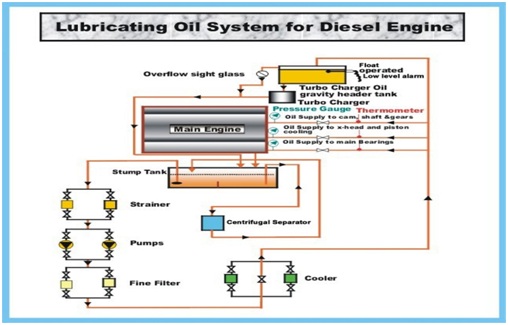 Lubricating Oil System for Diesel Engine
Float
operated
Low level alarm
Overflow sight glass
Turbo Charger Oil
gravity header tank
Turbo Charger
Pressure Gauge Thermometer
Oil Supply to cam, shaft &gears
Main Engine
Oil Supply to x-head and piston
cooling
Oil Supply to main Bearings
Stump Tank
Strainer
Centrifugal Separator
Pumps
Fine Filter
Cooler